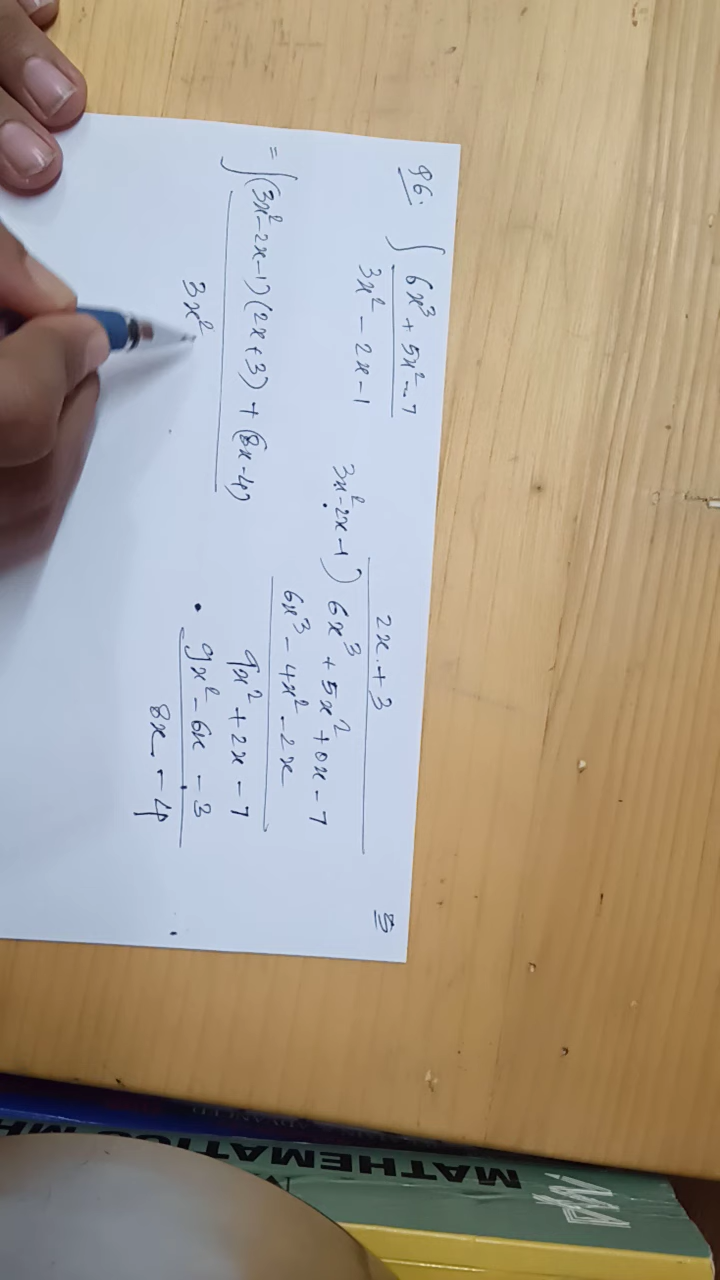 96. ∫ 6x³ + 5x² - 7
3x² - 2x - 1
2x + 3
3x² - 2x - 1 ) 6x³ + 5x² + 0x - 7
6x³ - 4x² - 2x
9x² + 2x - 7
9x² - 6x - 3
8x - 4
= ∫ (3x² - 2x - 1) (2x + 3) + (8x - 4)
3x²
MATHEMATICS